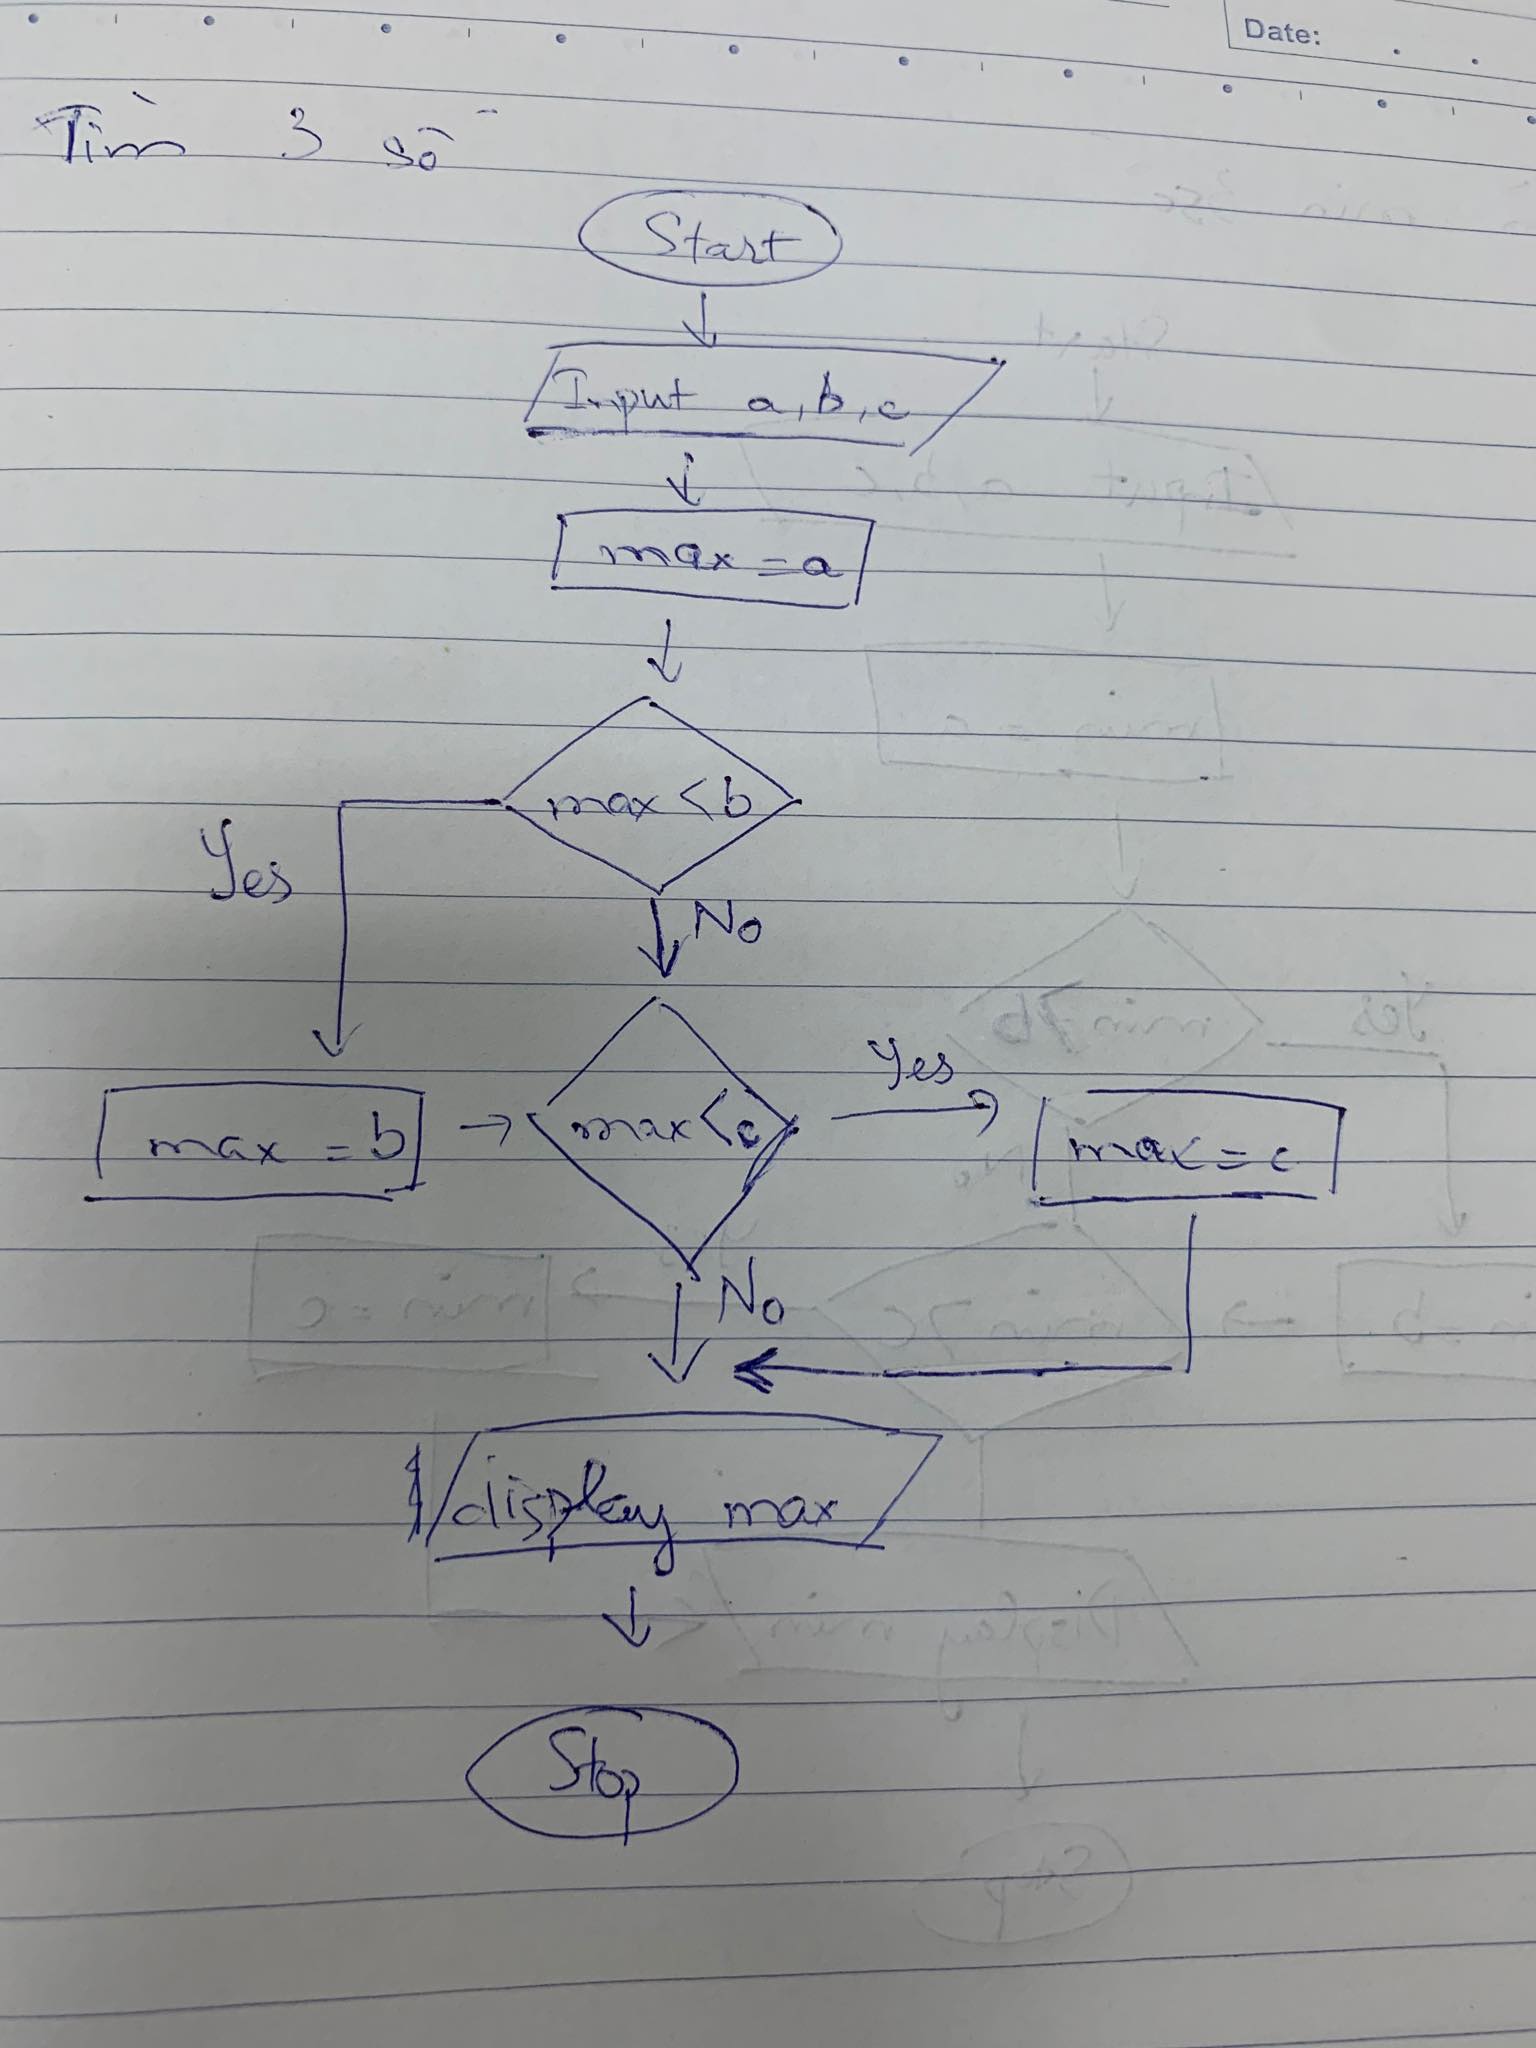 Date:
Tìm 3 số
Start
Input a, b, c
max = a
max < b
Yes
No
max = b
max < c
Yes
max = c
No
display max
Stop